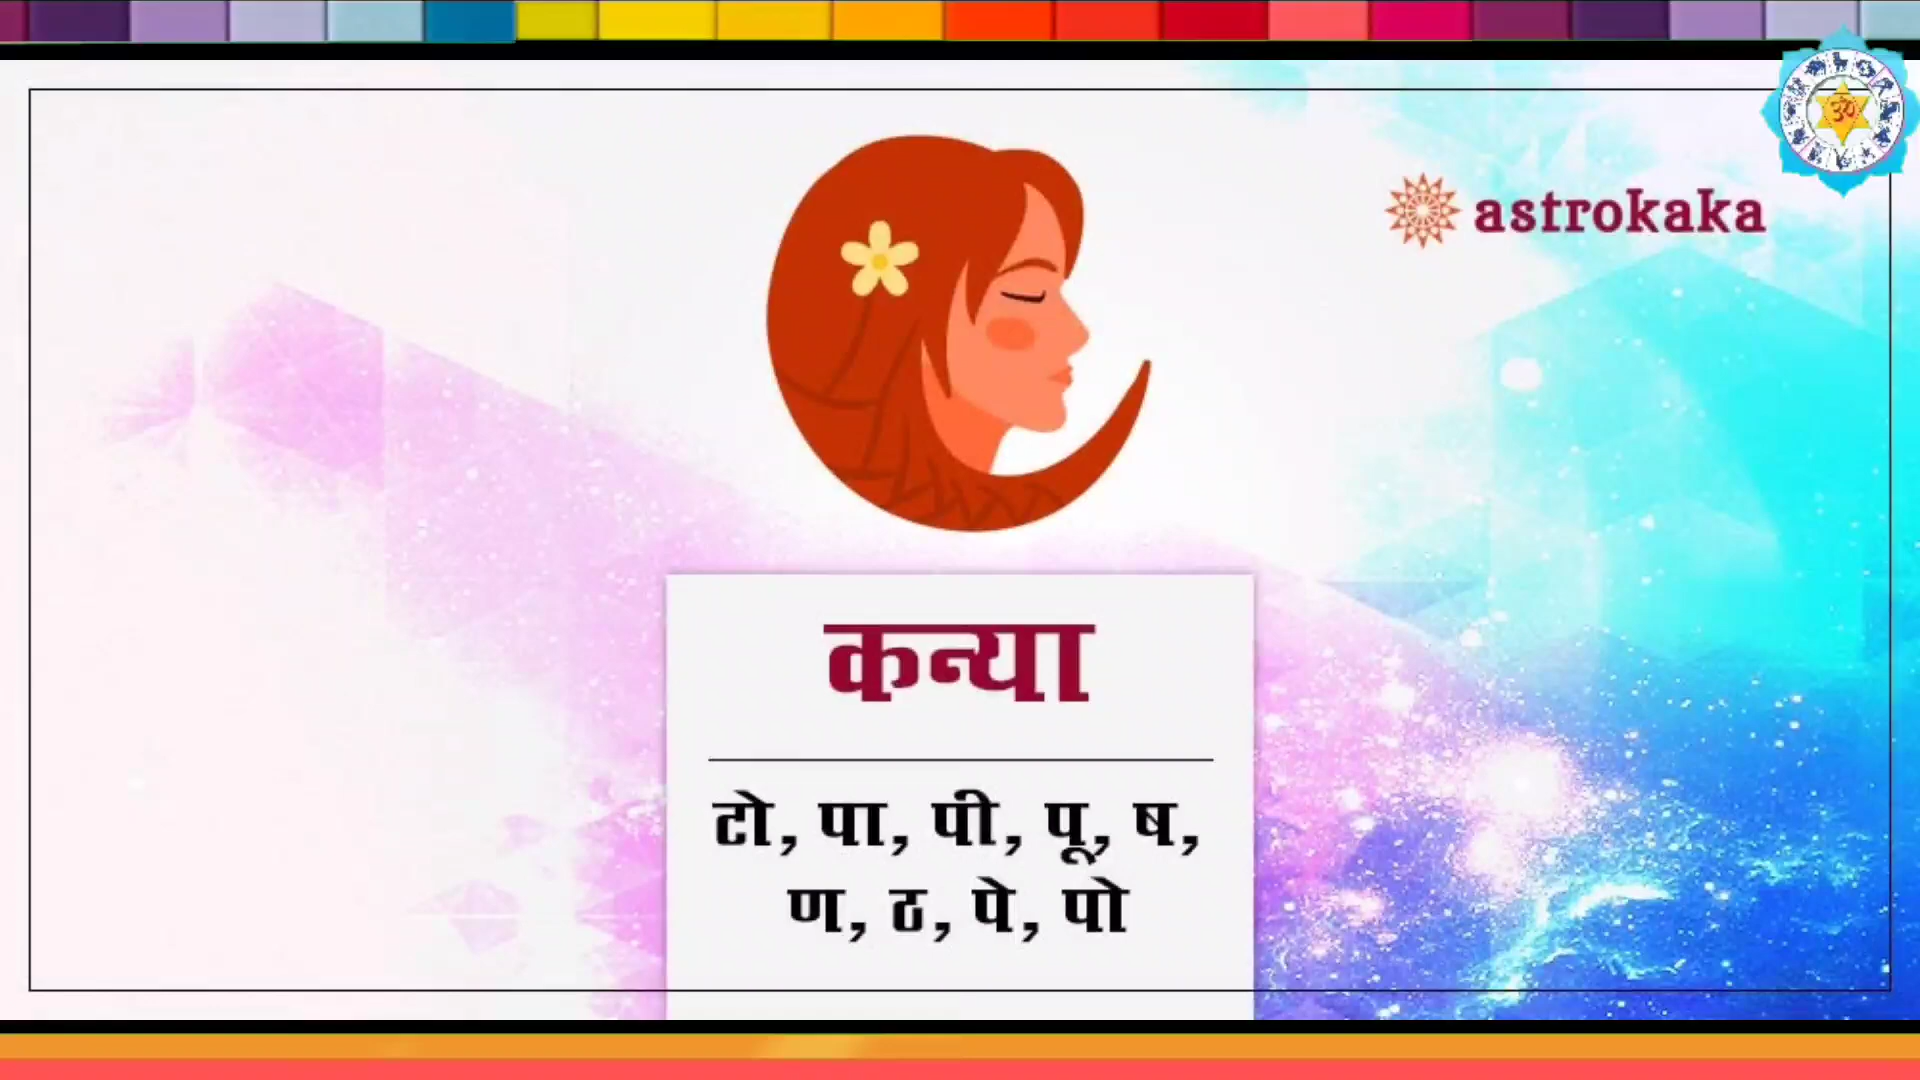 ॐ
astrokaka
कन्या
टो, पा, पी, पू, ष,
ण, ठ, पे, पो